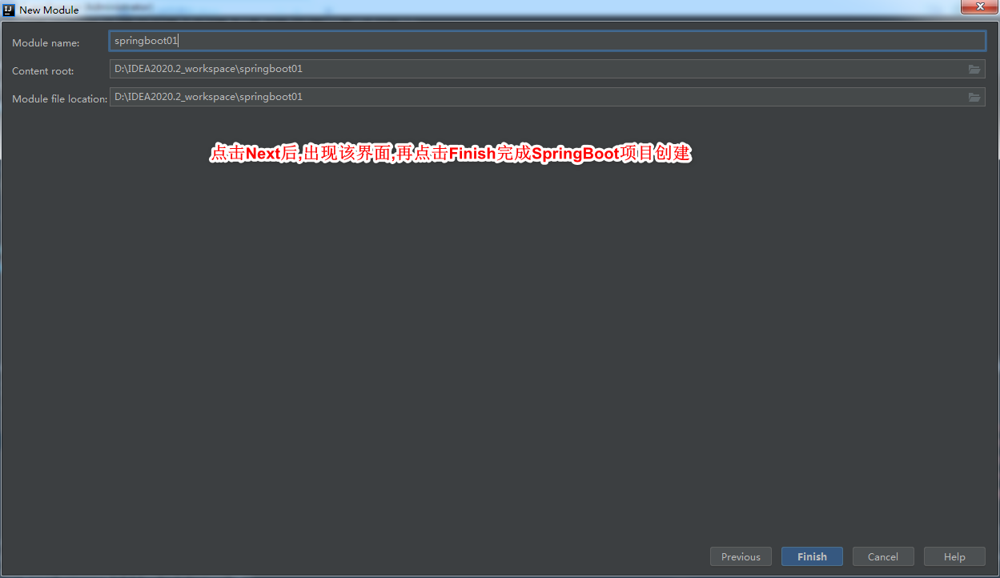 New Module
Module name:
springboot01
Content root:
D:\IDEA2020.2_workspace\springboot01
Module file location:
D:\IDEA2020.2_workspace\springboot01
点击Next后,出现该界面,再点击Finish完成SpringBoot项目创建
Previous
Finish
Cancel
Help